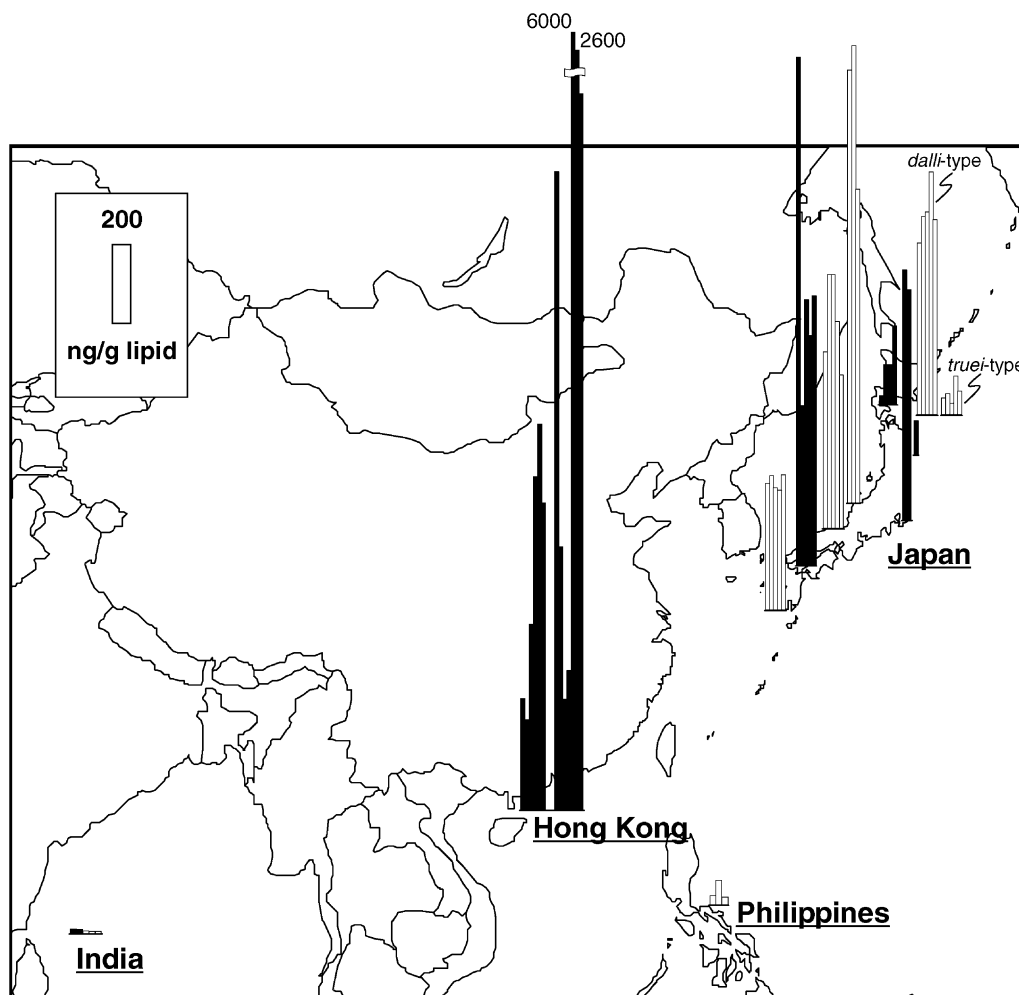 6000
2600
dalli-type
200
ng/g lipid
truei-type
Japan
Hong Kong
Philippines
India